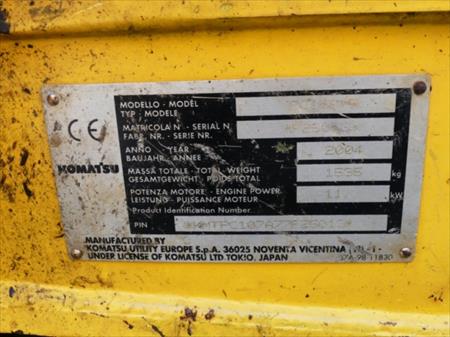 CE
KOMATSU
MODELLO - MODEL
TYP - MODELE
MATRICOLA N - SERIAL N
FABR. NR. - SERIE NR.
ANNO - YEAR 2004
BAUJAHR - ANNEE
MASSA TOTALE - TOTAL WEIGHT 1535 kg
GESAMTGEWICHT - POIDS TOTAL
POTENZA MOTORE - ENGINE POWER 11 kW
LEISTUNG - PUISSANCE MOTEUR
Product Identification Number
PIN
MANUFACTURED BY
KOMATSU UTILITY EUROPE S.p.A. 36025 NOVENTA VICENTINA
UNDER LICENSE OF KOMATSU LTD TOKIO, JAPAN